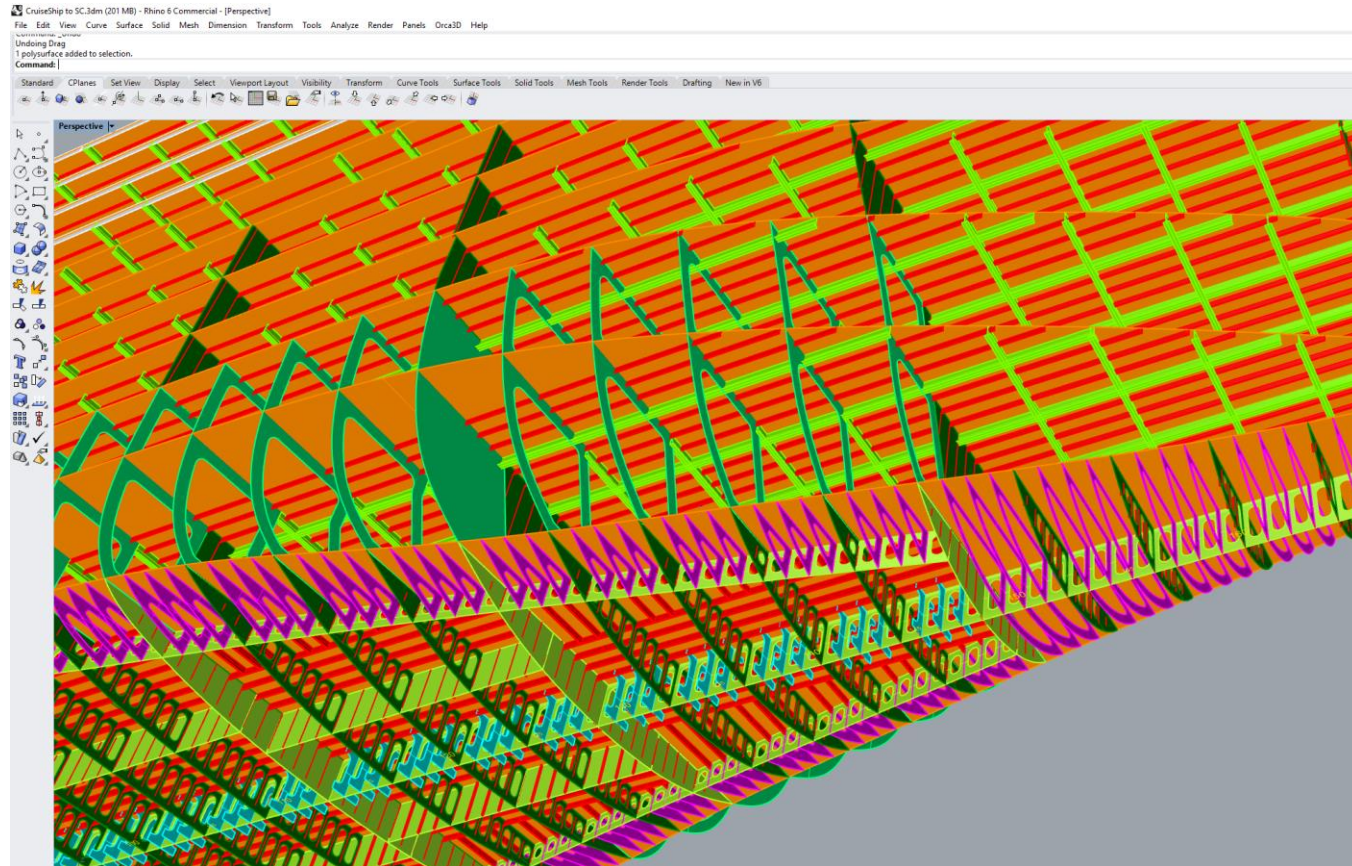 CruiseShip to SC.3dm (201 MB) - Rhino 6 Commercial - [Perspective]
File Edit View Curve Surface Solid Mesh Dimension Transform Tools Analyze Render Panels Orca3D Help
Undoing Drag
1 polysurface added to selection.
Command:
Standard CPlanes Set View Display Select Viewport Layout Visibility Transform Curve Tools Surface Tools Solid Tools Mesh Tools Render Tools Drafting New in V6
Perspective